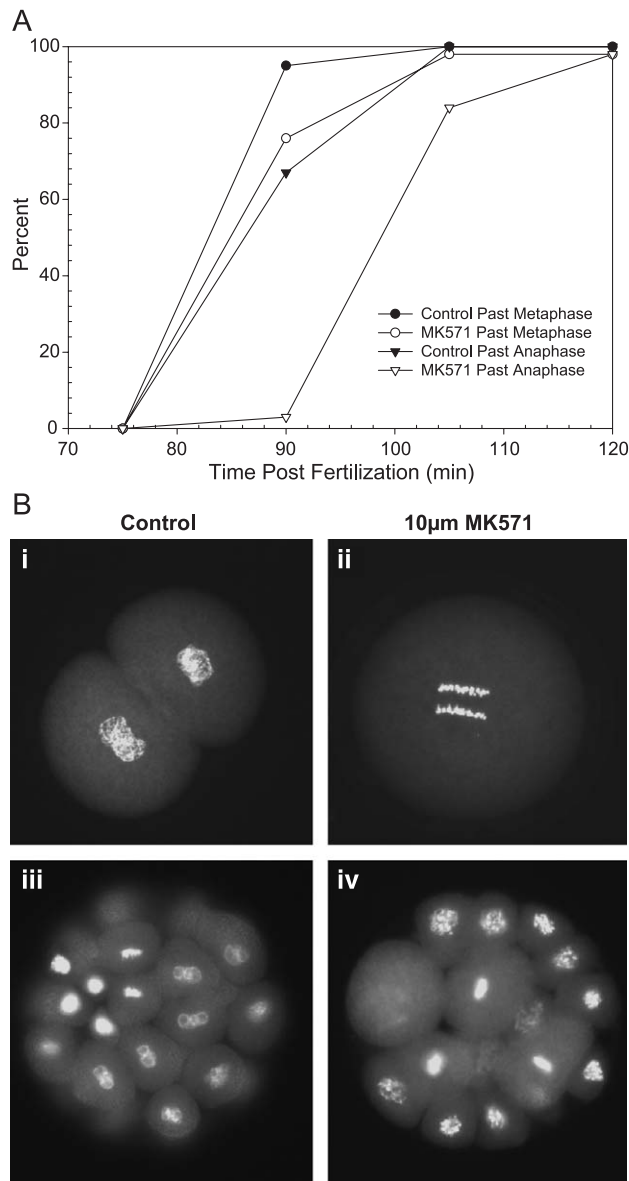 A
100
80
60
40
20
0
Percent
70
80
90
100
110
120
Time Post Fertilization (min)
Control Past Metaphase
MK571 Past Metaphase
Control Past Anaphase
MK571 Past Anaphase
B
Control
10µm MK571
i
ii
iii
iv